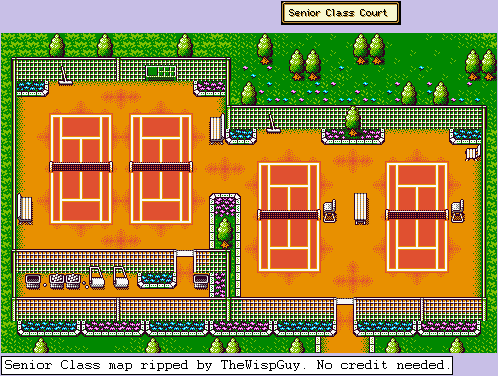 Senior Class Court
Senior Class map ripped by TheWispGuy. No credit needed.